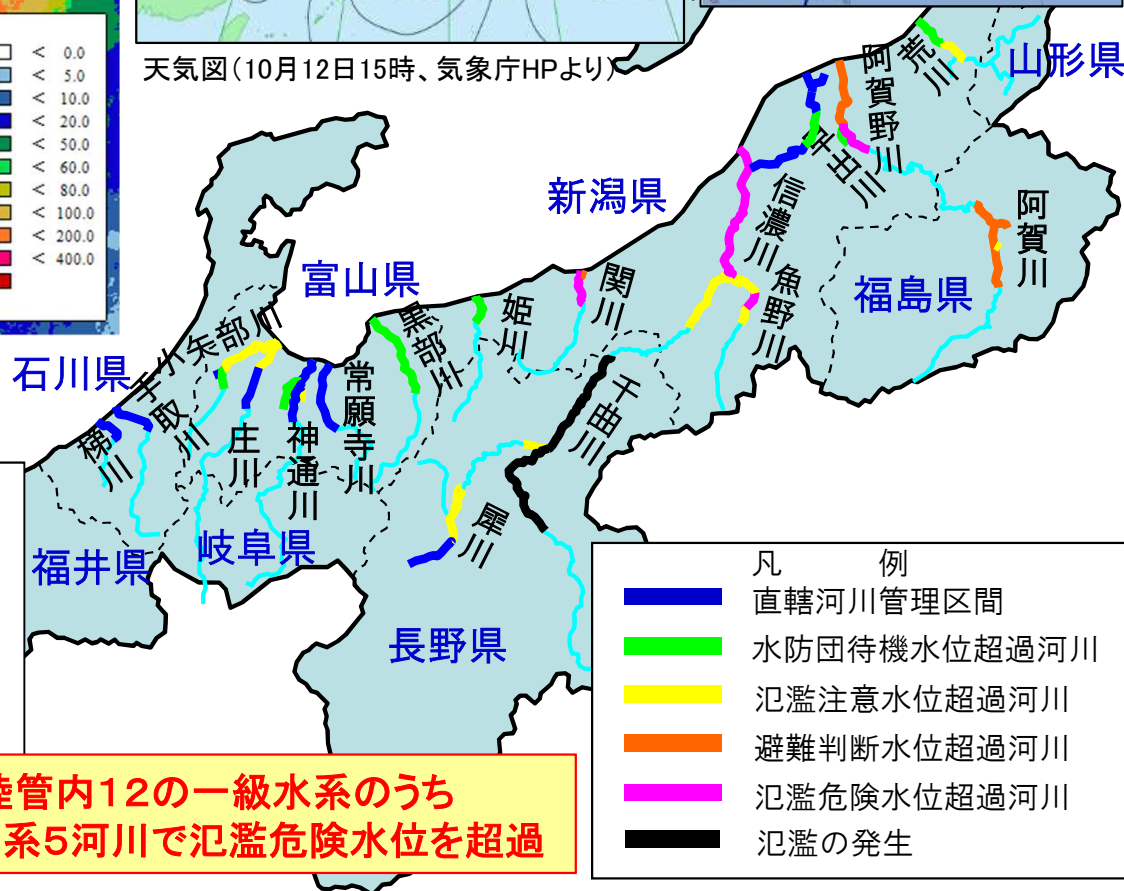 < 0.0
< 5.0
< 10.0
< 20.0
< 50.0
< 60.0
< 80.0
< 100.0
< 200.0
< 400.0
天気図(10月12日15時、気象庁HPより)
荒川
山形県
阿賀野川
早出川
新潟県
信濃川
阿賀川
富山県
関川
魚野川
福島県
姫川
黒部川
小矢部川
石川県
手取川
常願寺川
千曲川
梯川
庄川
神通川
犀川
福井県
岐阜県
長野県
凡 例
直轄河川管理区間
水防団待機水位超過河川
氾濫注意水位超過河川
避難判断水位超過河川
氾濫危険水位超過河川
氾濫の発生
管内12の一級水系のうち
系5河川で氾濫危険水位を超過